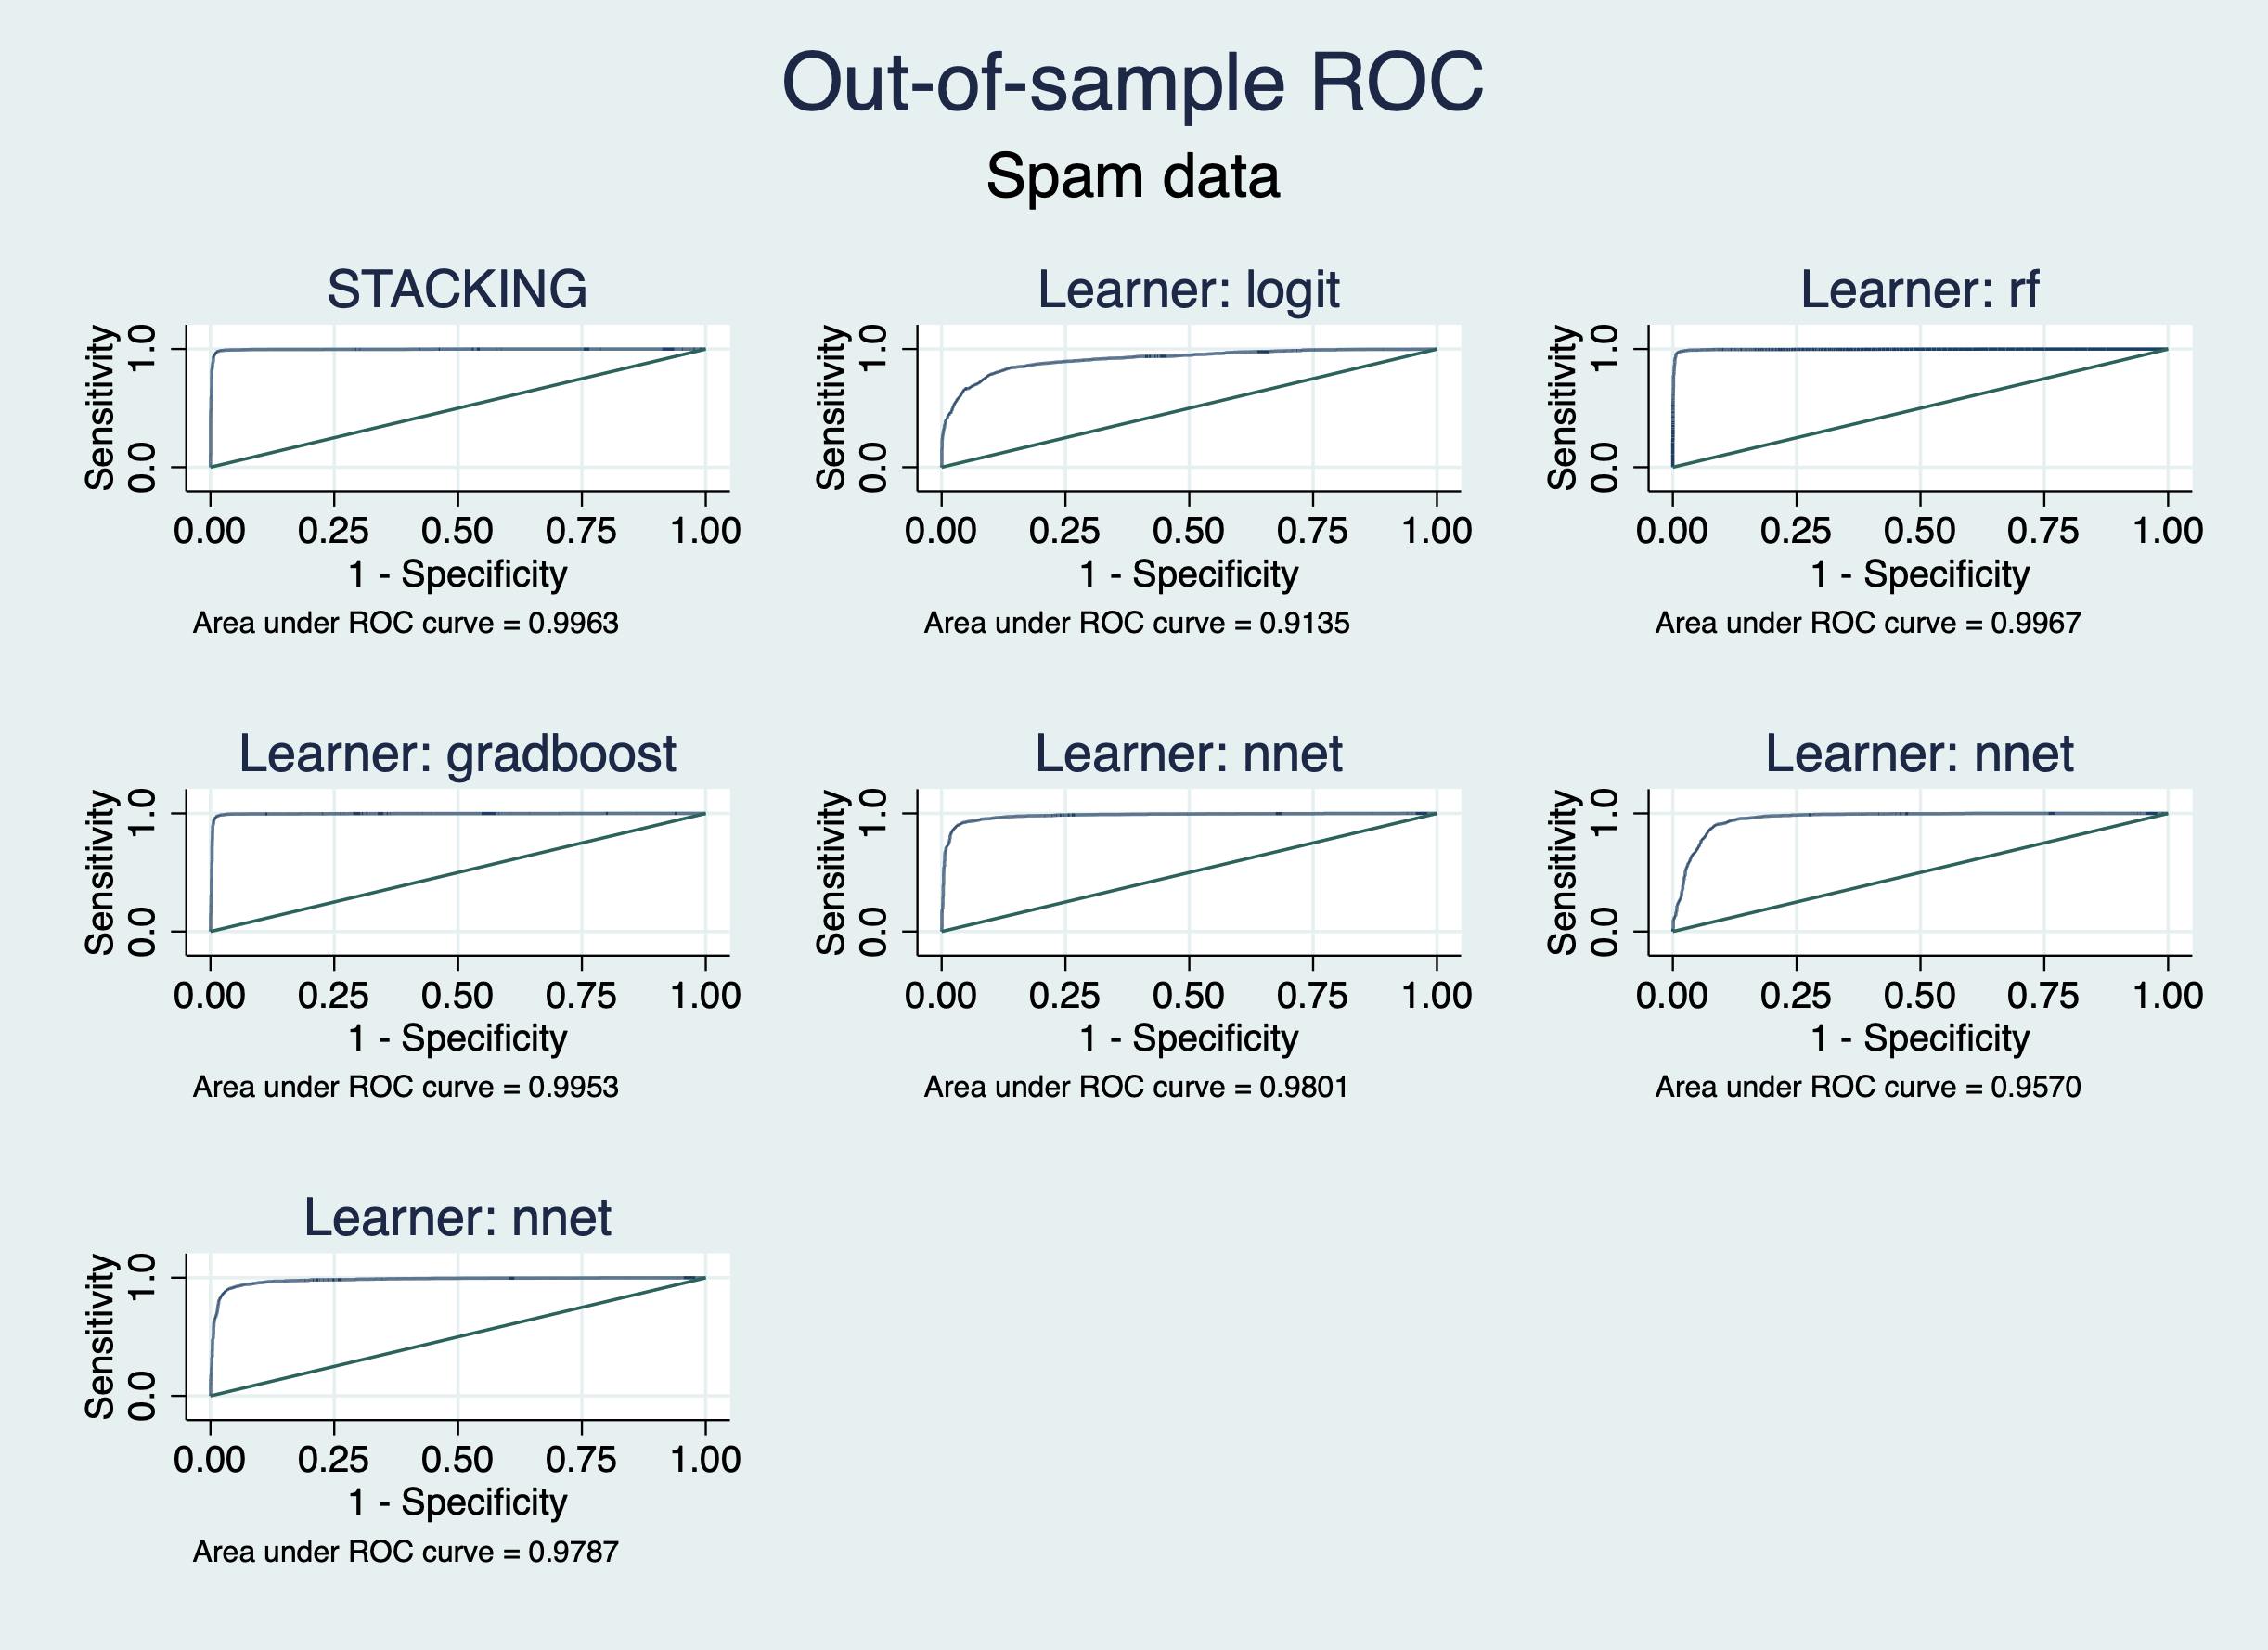 Out-of-sample ROC
Spam data
STACKING
Sensitivity
0.0 1.0
0.00 0.25 0.50 0.75 1.00
1 - Specificity
Area under ROC curve = 0.9963
Learner: logit
Sensitivity
0.0 1.0
0.00 0.25 0.50 0.75 1.00
1 - Specificity
Area under ROC curve = 0.9135
Learner: rf
Sensitivity
0.0 1.0
0.00 0.25 0.50 0.75 1.00
1 - Specificity
Area under ROC curve = 0.9967
Learner: gradboost
Sensitivity
0.0 1.0
0.00 0.25 0.50 0.75 1.00
1 - Specificity
Area under ROC curve = 0.9953
Learner: nnet
Sensitivity
0.0 1.0
0.00 0.25 0.50 0.75 1.00
1 - Specificity
Area under ROC curve = 0.9801
Learner: nnet
Sensitivity
0.0 1.0
0.00 0.25 0.50 0.75 1.00
1 - Specificity
Area under ROC curve = 0.9570
Learner: nnet
Sensitivity
0.0 1.0
0.00 0.25 0.50 0.75 1.00
1 - Specificity
Area under ROC curve = 0.9787